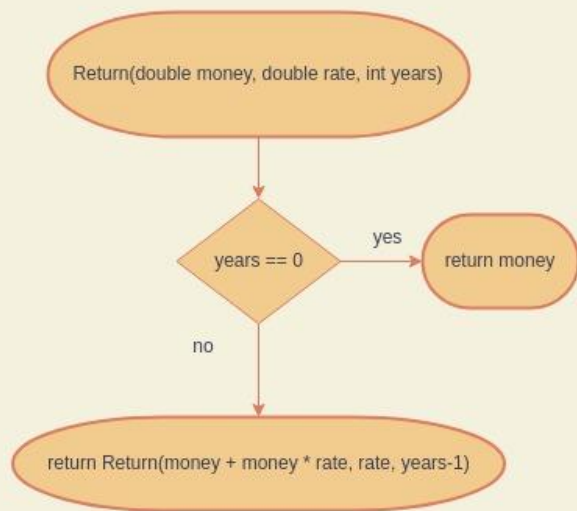 Return(double money, double rate, int years)
years == 0
yes
return money
no
return Return(money + money * rate, rate, years-1)